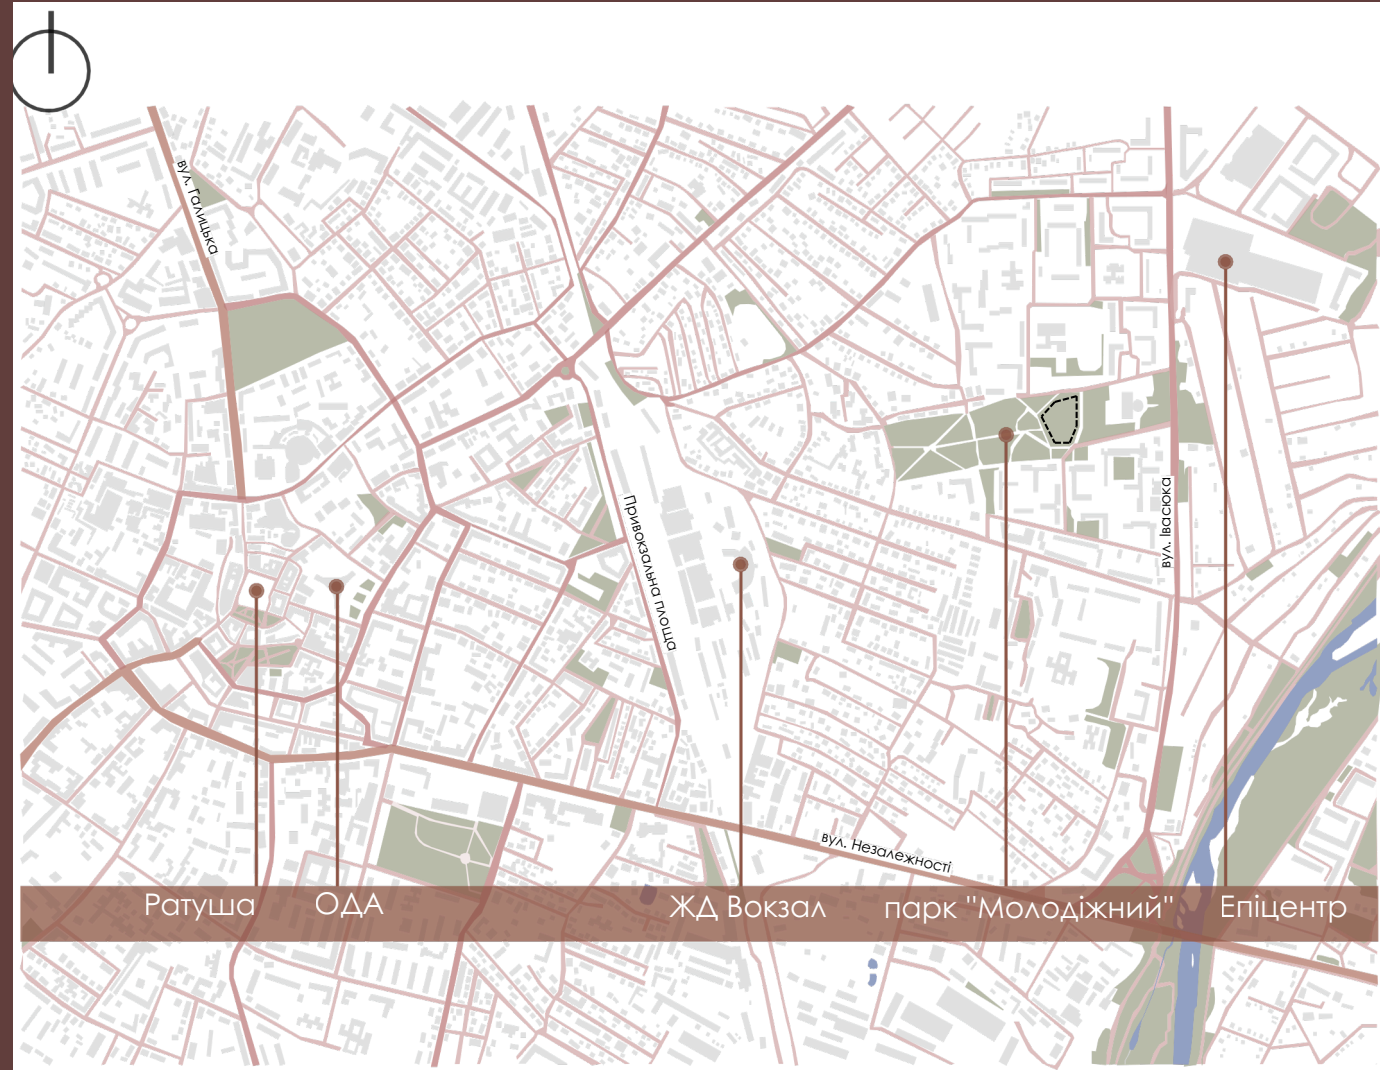 вул. Галицька
Привокзальна площа
вул. Івасюка
вул. Незалежності
Ратуша
ОДА
ЖД Вокзал
парк "Молодіжний"
Епіцентр